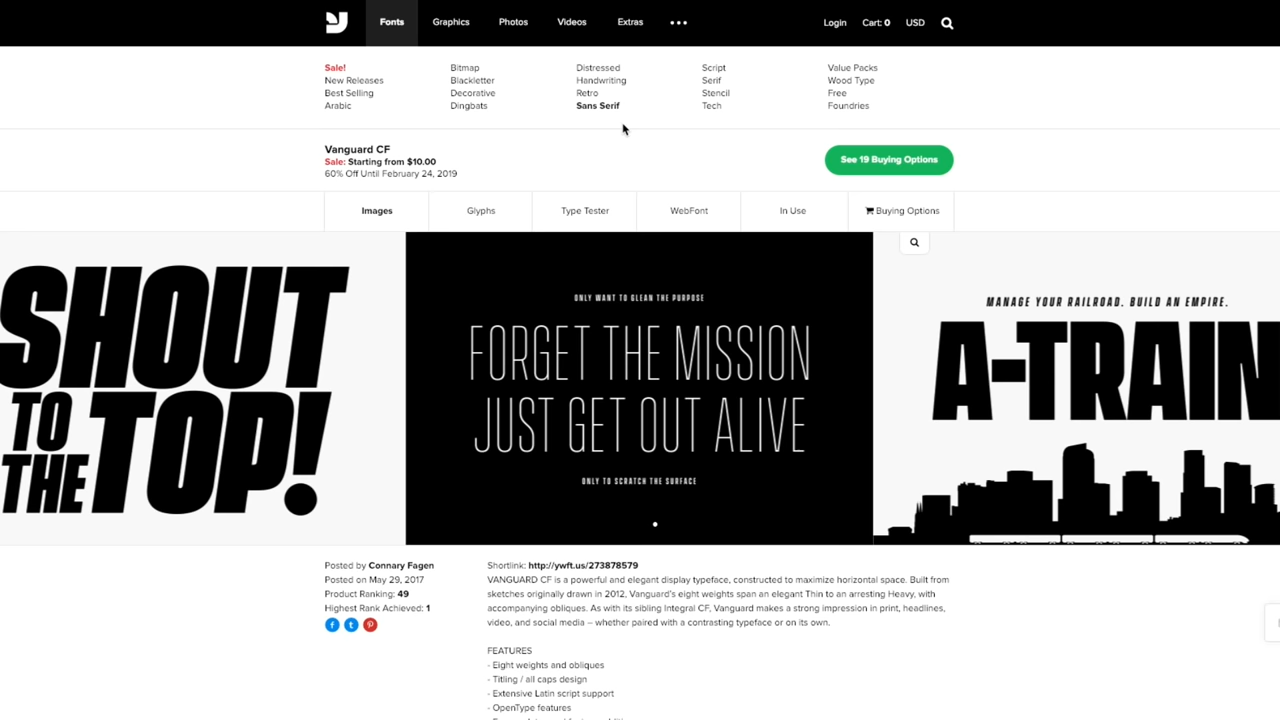 Fonts
Graphics
Photos
Videos
Extras
Login
Cart: 0
USD
Sale!
New Releases
Best Selling
Arabic
Bitmap
Blackletter
Decorative
Dingbats
Distressed
Handwriting
Retro
Sans Serif
Script
Serif
Stencil
Tech
Value Packs
Wood Type
Free
Foundries
Vanguard CF
Sale: Starting from $10.00
60% Off Until February 24, 2019
See 19 Buying Options
Images
Glyphs
Type Tester
WebFont
In Use
Buying Options
SHOUT
TO
THE
TOP!
ONLY WANT TO GLEAN THE PURPOSE
FORGET THE MISSION
JUST GET OUT ALIVE
ONLY TO SCRATCH THE SURFACE
MANAGE YOUR RAILROAD. BUILD AN EMPIRE.
A-TRAIN
Posted by Connary Fagen
Posted on May 29, 2017
Product Ranking: 49
Highest Rank Achieved: 1
Shortlink: http://ywft.us/273878579
VANGUARD CF is a powerful and elegant display typeface, constructed to maximize horizontal space. Built from
sketches originally drawn in 2012, Vanguard's eight weights span an elegant Thin to an arresting Heavy, with
accompanying obliques. As with its sibling Integral CF, Vanguard makes a strong impression in print, headlines,
video, and social media – whether paired with a contrasting typeface or on its own.
FEATURES
- Eight weights and obliques
- Titling / all caps design
- Extensive Latin script support
- OpenType features